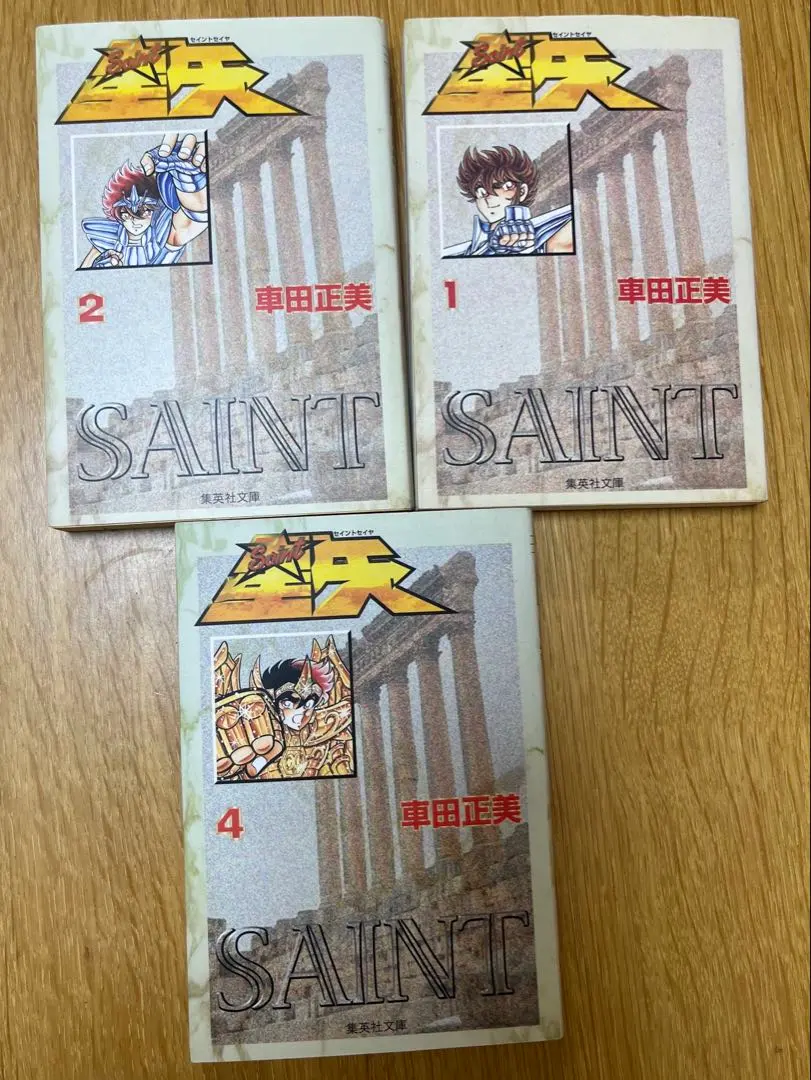 セイントセイヤ
Saint
聖矢
2
車田正美
SAINT
集英社文庫
セイントセイヤ
Saint
聖矢
1
車田正美
SAINT
集英社文庫
セイントセイヤ
Saint
聖矢
4
車田正美
SAINT
集英社文庫